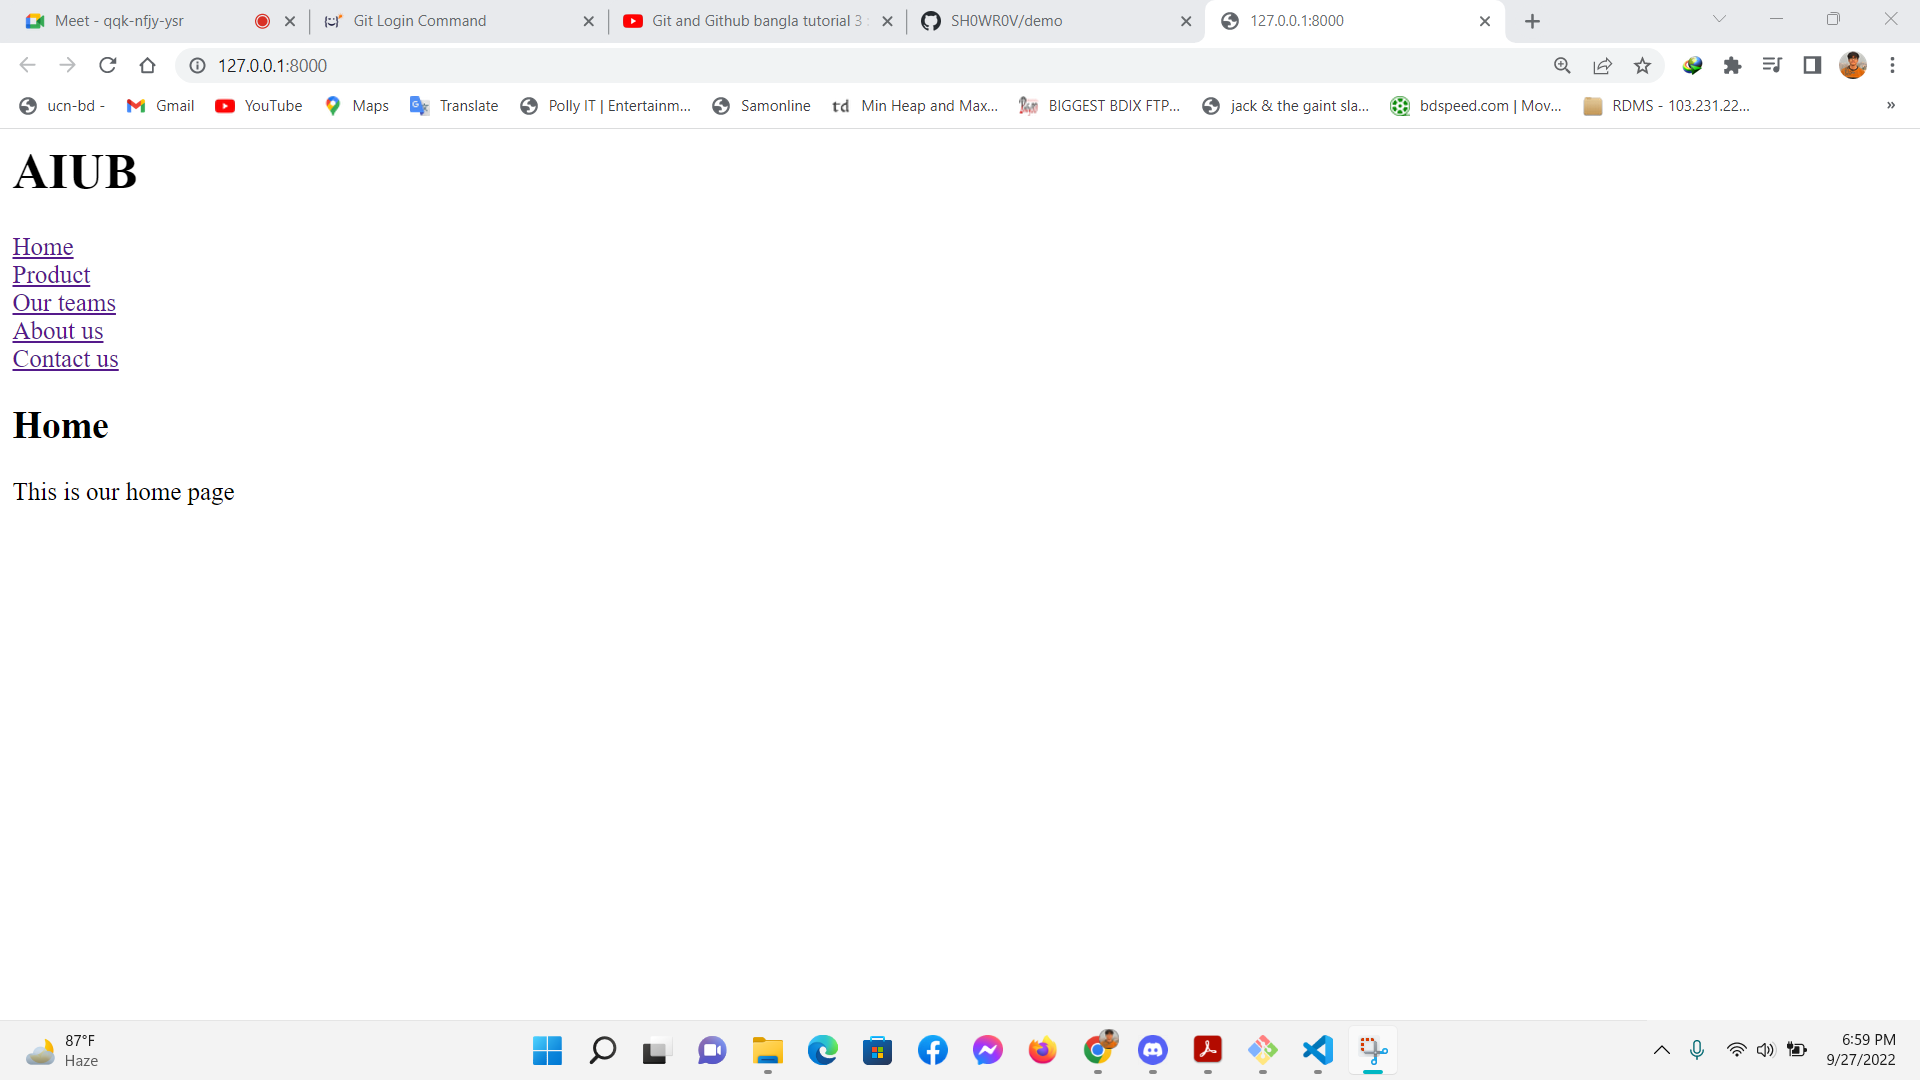 Meet - qqk-nfjy-ysr
Git Login Command
Git and Github bangla tutorial 3
SH0WR0V/demo
127.0.0.1:8000
127.0.0.1:8000
ucn-bd -
Gmail
YouTube
Maps
Translate
Polly IT | Entertainm...
Samonline
td
Min Heap and Max...
BIGGEST BDIX FTP...
jack & the gaint sla...
bdspeed.com | Mov...
RDMS - 103.231.22...
»
AIUB
Home
Product
Our teams
About us
Contact us
Home
This is our home page
87°F
Haze
6:59 PM
9/27/2022